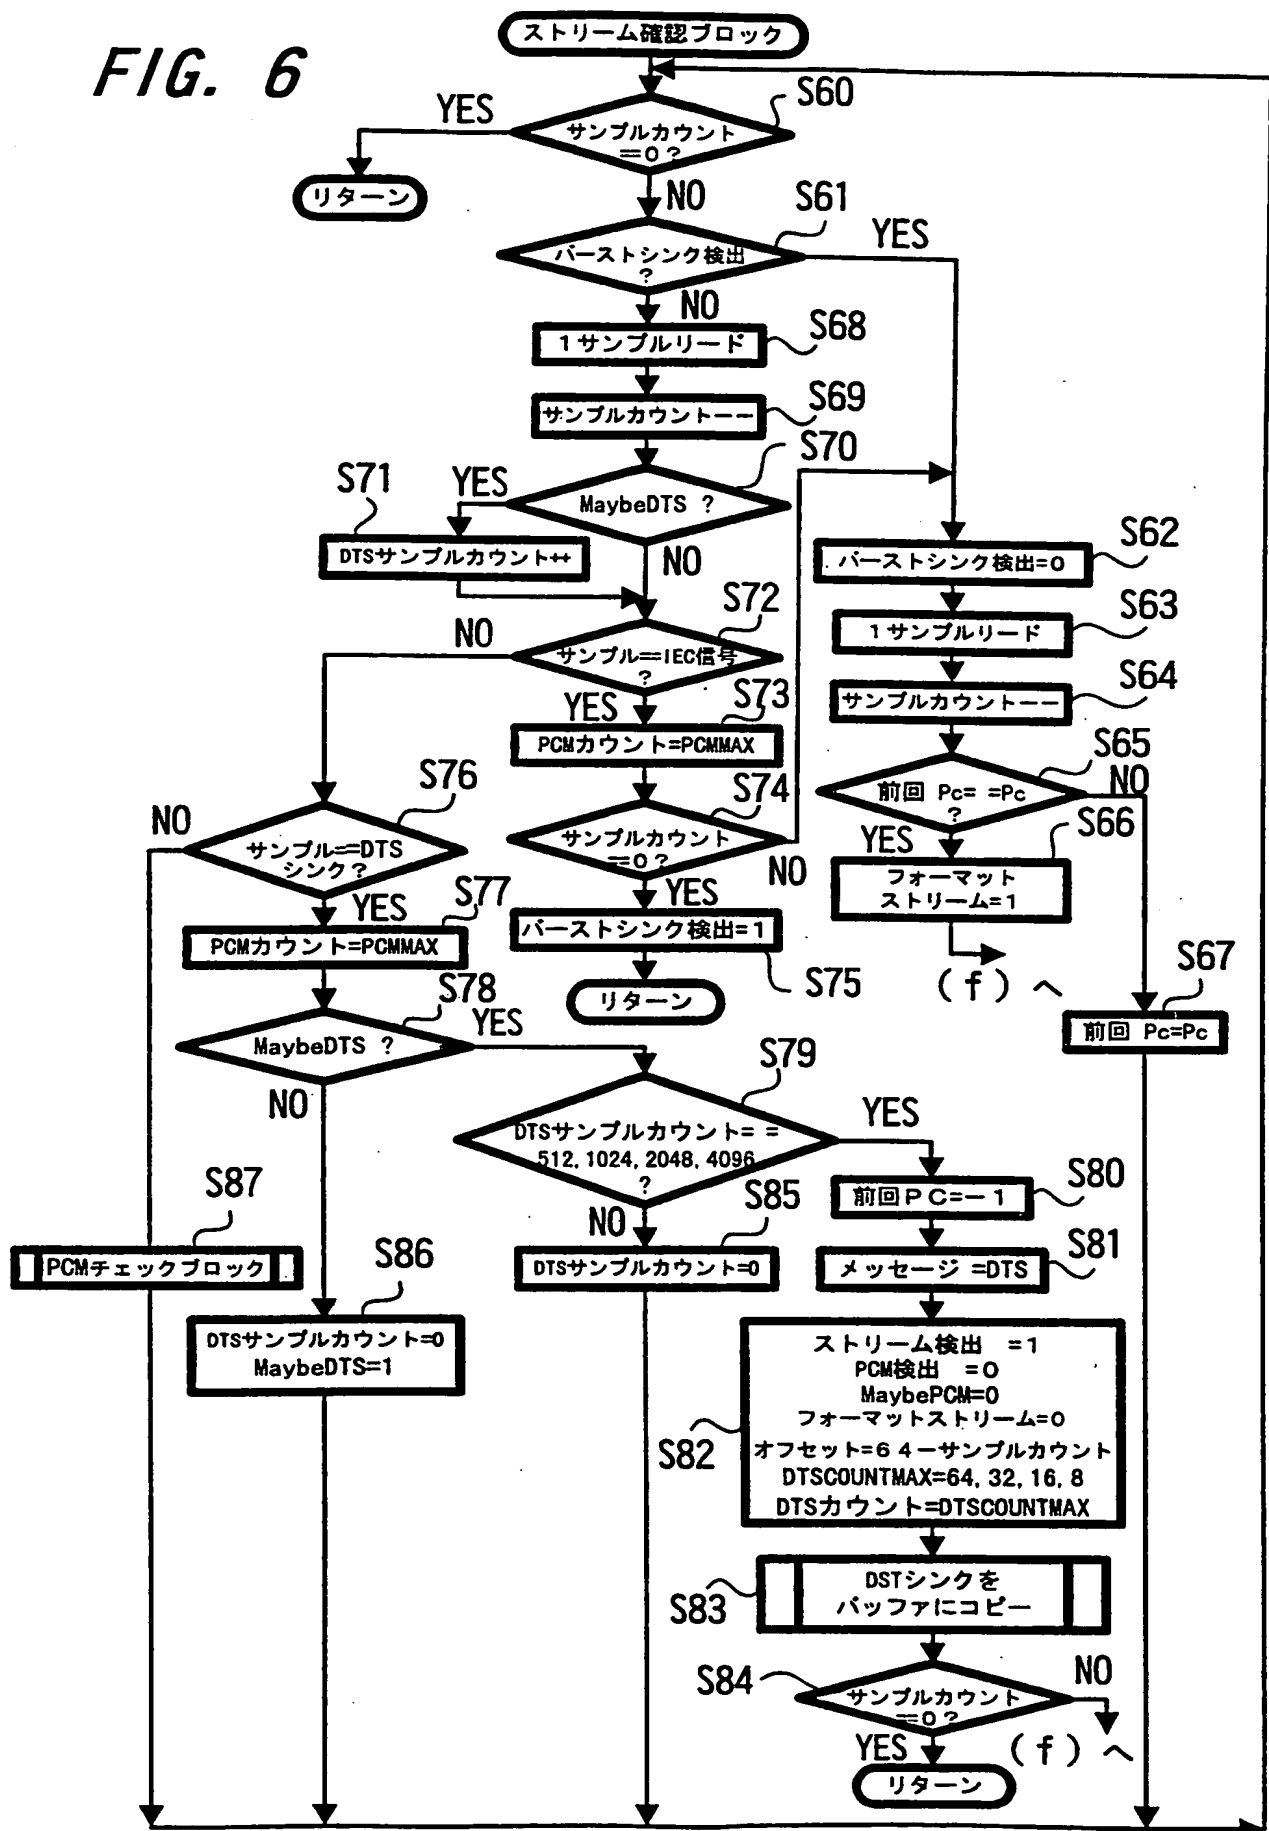 FIG. 6
ストリーム確認ブロック
S60
YES
サンプルカウント
==0?
リターン
NO
S61
YES
バーストシンク検出
?
NO
S68
1サンプルリード
S69
サンプルカウント－－
S70
S71
YES
MaybeDTS ?
DTSサンプルカウント++
NO
S62
バーストシンク検出=0
S72
NO
サンプル==IEC信号
?
S63
1サンプルリード
S73
YES
PCMカウント=PCMMAX
S64
サンプルカウント－－
S65
前回 Pc= =Pc
?
NO
YES
S66
フォーマット
ストリーム=1
(f) へ
S74
サンプルカウント
==0?
NO
YES
バーストシンク検出=1
S75
リターン
S67
前回 Pc=Pc
S76
NO
サンプル==DTS
シンク?
S77
YES
PCMカウント=PCMMAX
S78
YES
MaybeDTS ?
NO
S79
DTSサンプルカウント= =
512, 1024, 2048, 4096
?
YES
NO
S80
前回PC=－1
S81
メッセージ =DTS
S85
DTSサンプルカウント=0
S87
PCMチェックブロック
S86
DTSサンプルカウント=0
MaybeDTS=1
S82
ストリーム検出 =1
PCM検出 =0
MaybePCM=0
フォーマットストリーム=0
オフセット=64－サンプルカウント
DTSCOUNTMAX=64, 32, 16, 8
DTSカウント=DTSCOUNTMAX
S83
DSTシンクを
バッファにコピー
S84
サンプルカウント
==0?
NO
YES
(f) へ
リターン